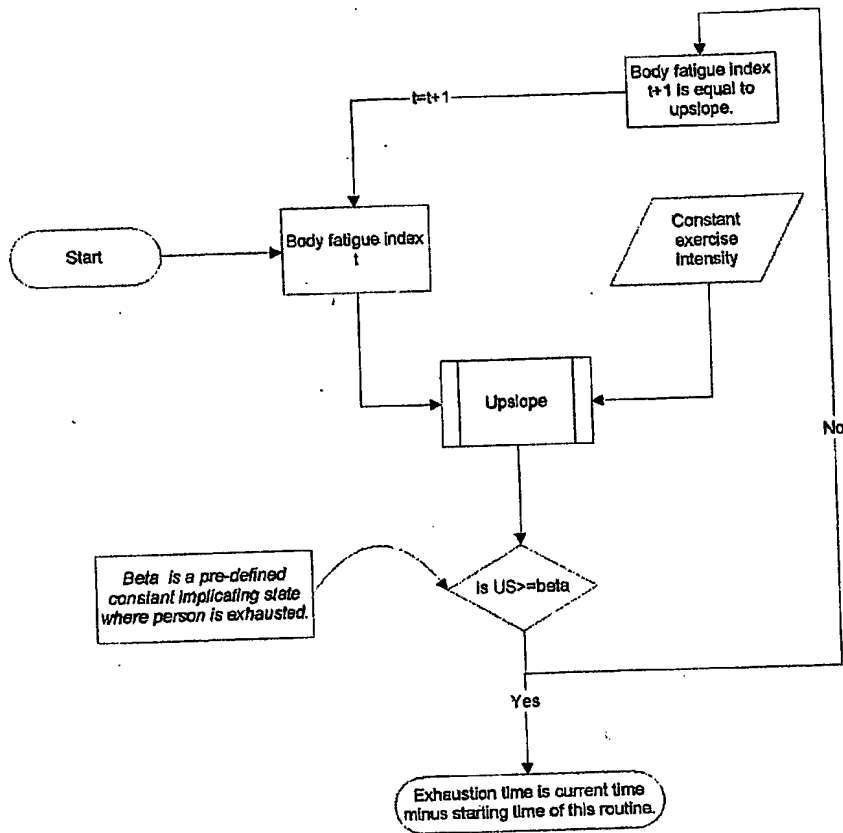 Body fatigue index
t+1 is equal to
upslope.
t=t+1
Start
Body fatigue index
t
Constant
exercise
intensity
Upslope
No
Beta is a pre-defined
constant implicating state
where person is exhausted.
is US>=beta
Yes
Exhaustion time is current time
minus starting time of this routine.